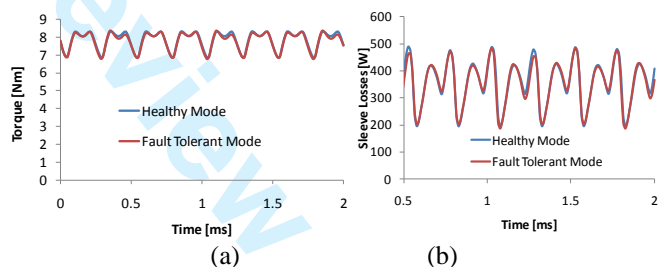 9
8
7
6
5
4
3
2
1
0
Torque [Nm]
Healthy Mode
Fault Tolerant Mode
0 0.5 1 1.5 2
Time [ms]
(a)
600
500
400
300
200
100
0
Sleeve Losses [W]
Healthy Mode
Fault Tolerant Mode
0.5 1 1.5 2
Time [ms]
(b)
view